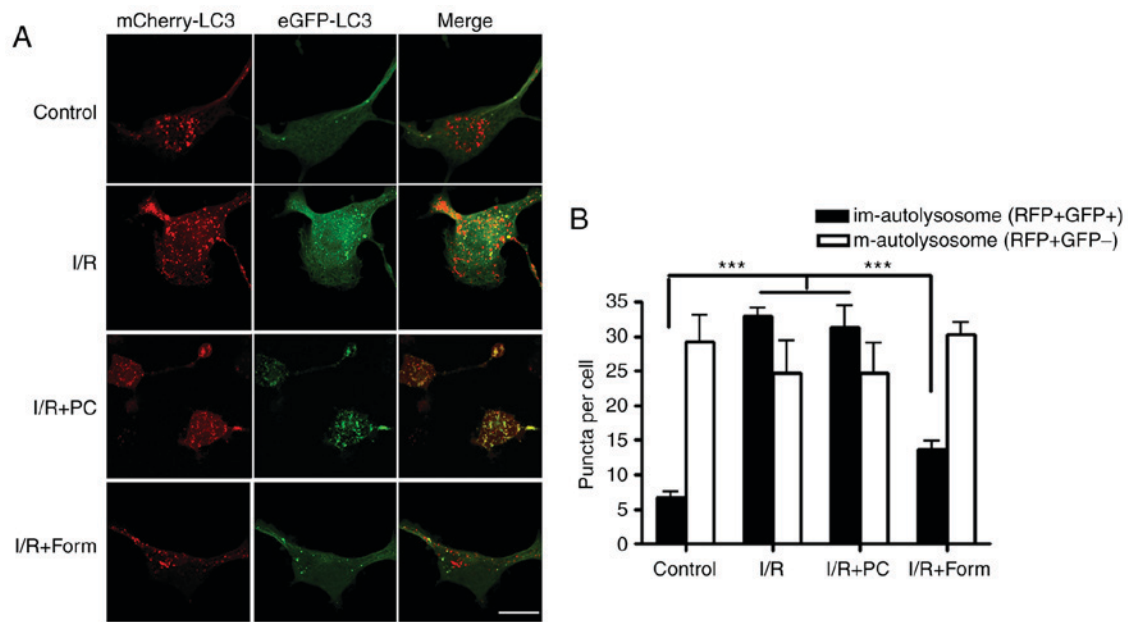 A
mCherry-LC3 eGFP-LC3 Merge
Control
I/R
I/R+PC
I/R+Form
B
im-autolysosome (RFP+GFP+)
m-autolysosome (RFP+GFP−)
*** ***
Puncta per cell
35
30
25
20
15
10
5
0
Control I/R I/R+PC I/R+Form